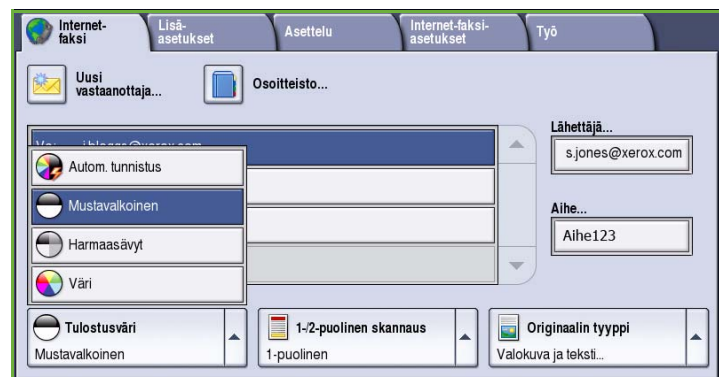 Internet-
faksi
Lisä-
asetukset
Asettelu
Internet-faksi-
asetukset
Työ
Uusi
vastaanottaja...
Osoitteisto...
Lähettäjä...
s.jones@xerox.com
Aihe...
Aihe123
Autom. tunnistus
Mustavalkoinen
Harmaasävyt
Väri
Tulostusväri
Mustavalkoinen
1-/2-puolinen skannaus
1-puolinen
Originaalin tyyppi
Valokuva ja teksti...